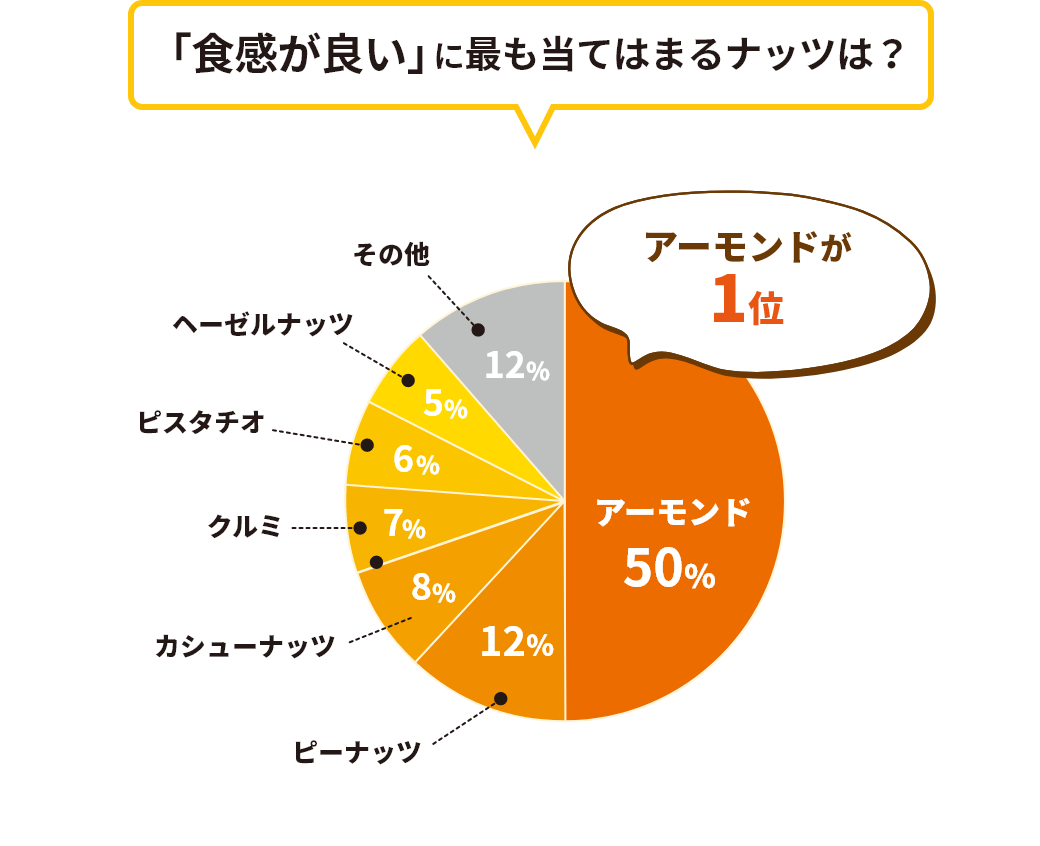 「食感が良い」に最も当てはまるナッツは？
アーモンドが
1位
その他
12%
ヘーゼルナッツ
5%
ピスタチオ
6%
クルミ
7%
カシューナッツ
8%
ピーナッツ
12%
アーモンド
50%